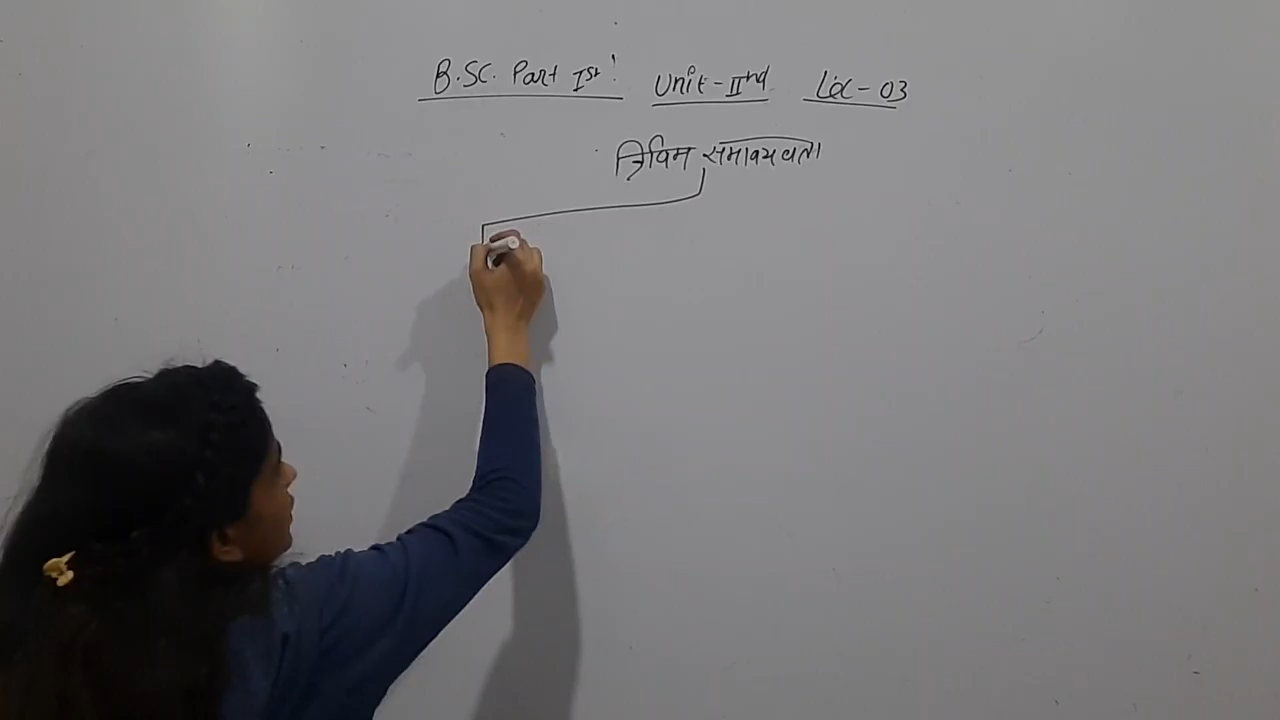 B.SC. Part Ist Unit-IInd Lec-03
त्रिविम समावयवता